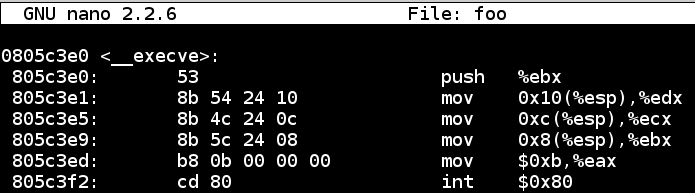 GNU nano 2.2.6 File: foo
0805c3e0 <__execve>:
805c3e0: 53 push %ebx
805c3e1: 8b 54 24 10 mov 0x10(%esp),%edx
805c3e5: 8b 4c 24 0c mov 0xc(%esp),%ecx
805c3e9: 8b 5c 24 08 mov 0x8(%esp),%ebx
805c3ed: b8 0b 00 00 00 mov $0xb,%eax
805c3f2: cd 80 int $0x80